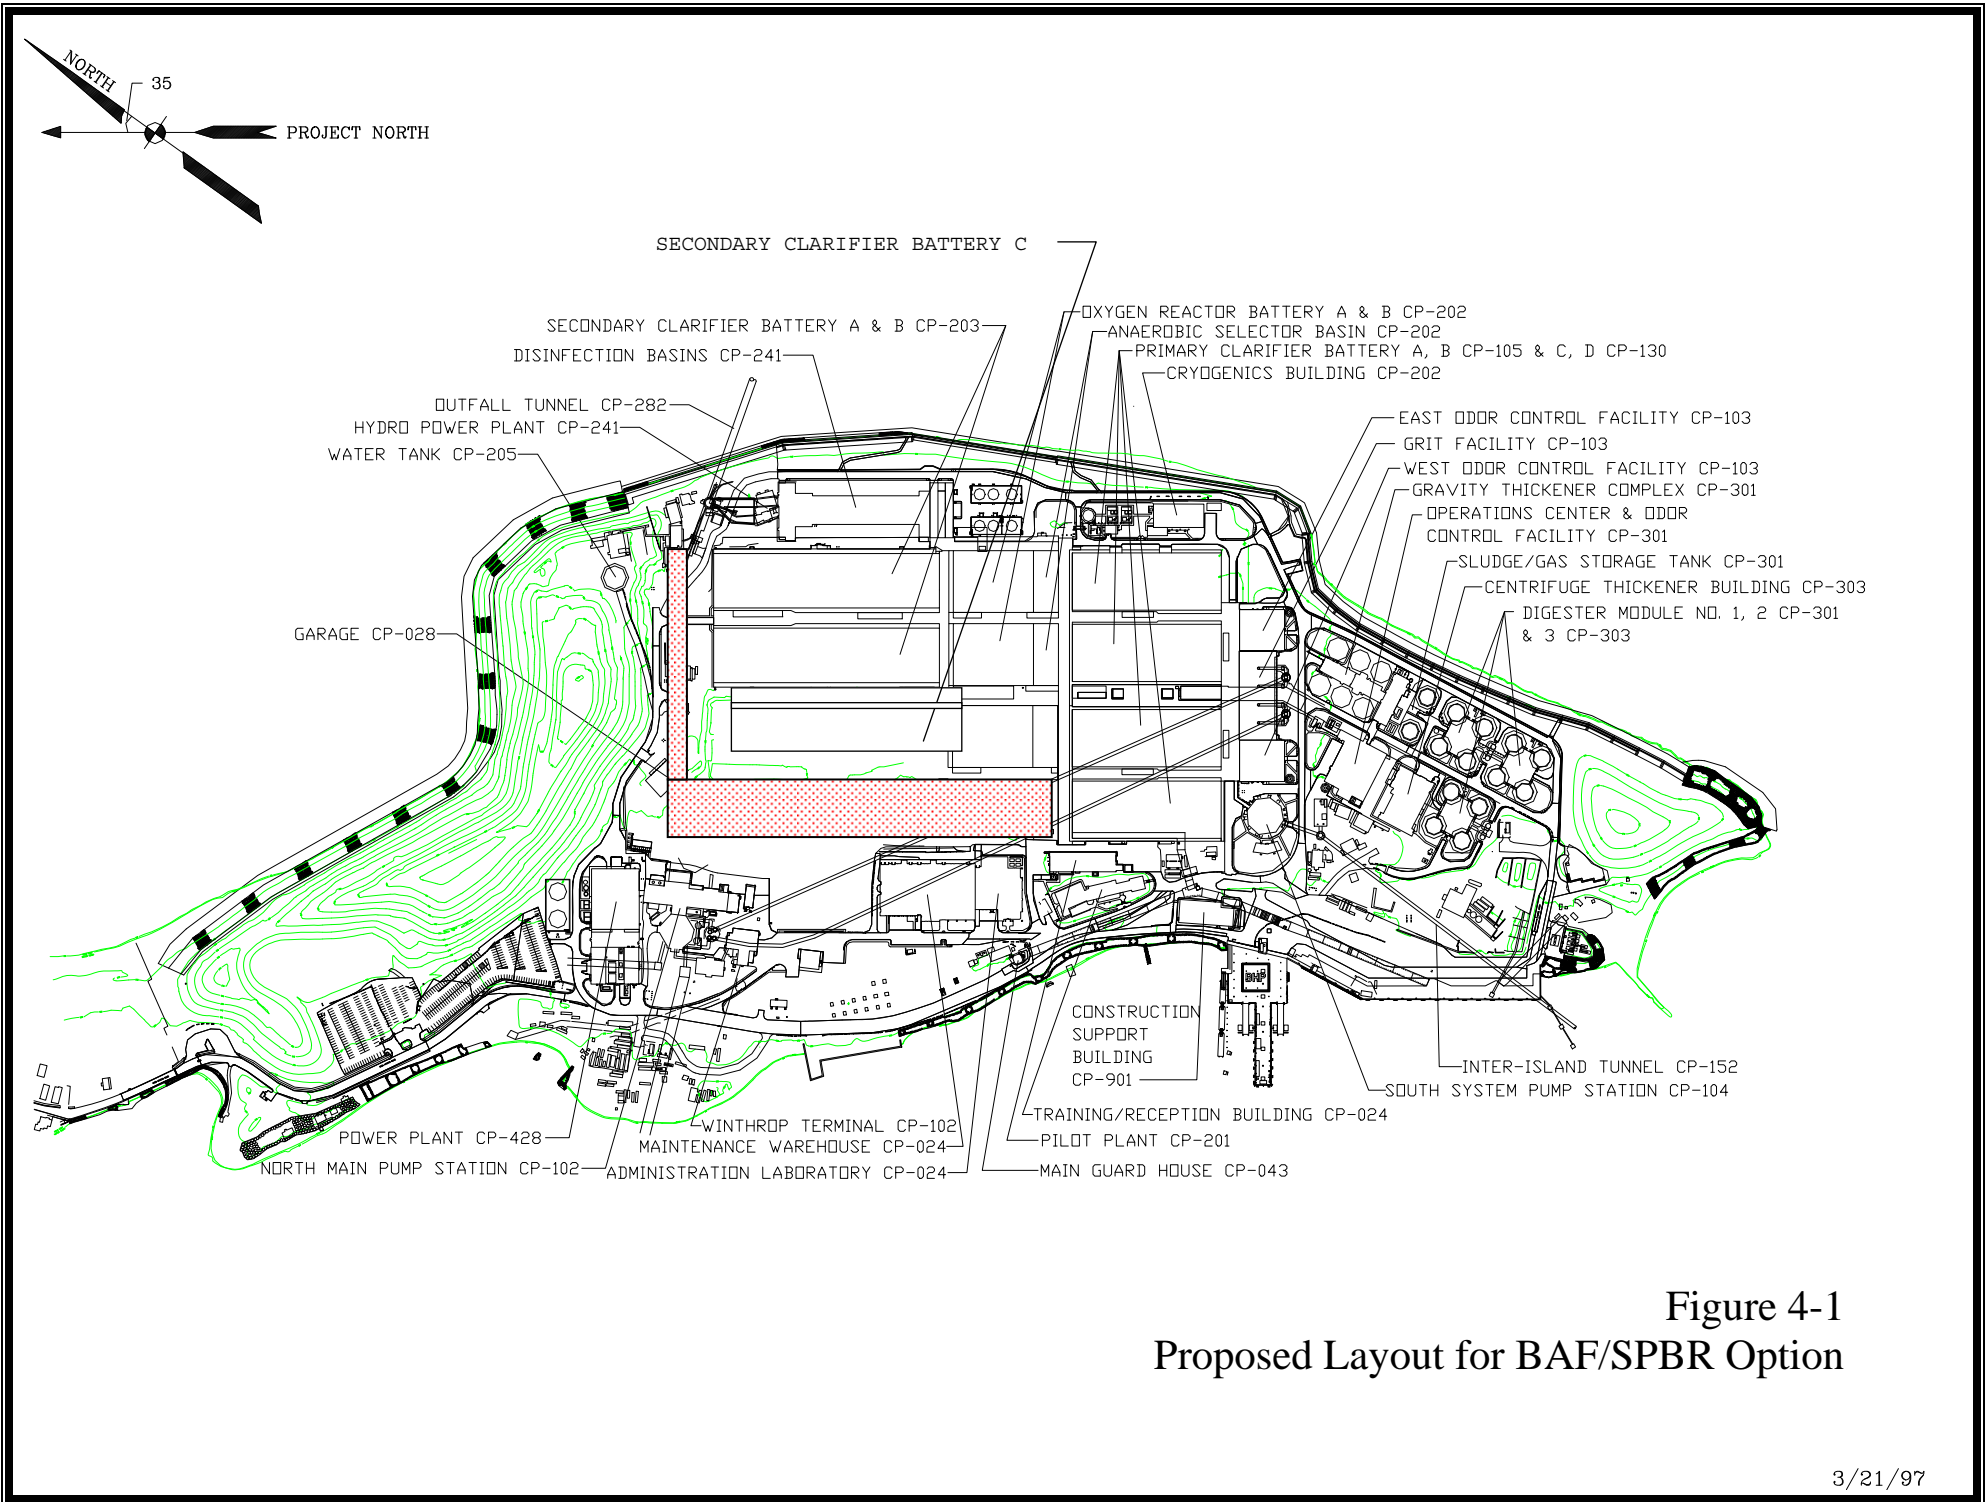 NORTH
35
PROJECT NORTH
SECONDARY CLARIFIER BATTERY C
SECONDARY CLARIFIER BATTERY A & B CP-203
DISINFECTION BASINS CP-241
OUTFALL TUNNEL CP-282
HYDRO POWER PLANT CP-241
WATER TANK CP-205
GARAGE CP-028
OXYGEN REACTOR BATTERY A & B CP-202
ANAEROBIC SELECTOR BASIN CP-202
PRIMARY CLARIFIER BATTERY A, B CP-105 & C, D CP-130
CRYOGENICS BUILDING CP-202
EAST ODOR CONTROL FACILITY CP-103
GRIT FACILITY CP-103
WEST ODOR CONTROL FACILITY CP-103
GRAVITY THICKENER COMPLEX CP-301
OPERATIONS CENTER & ODOR
CONTROL FACILITY CP-301
SLUDGE/GAS STORAGE TANK CP-301
CENTRIFUGE THICKENER BUILDING CP-303
DIGESTER MODULE NO. 1, 2 CP-301
& 3 CP-303
BHP
CONSTRUCTION
SUPPORT
BUILDING
CP-901
INTER-ISLAND TUNNEL CP-152
SOUTH SYSTEM PUMP STATION CP-104
TRAINING/RECEPTION BUILDING CP-024
PILOT PLANT CP-201
MAIN GUARD HOUSE CP-043
WINTHROP TERMINAL CP-102
POWER PLANT CP-428
MAINTENANCE WAREHOUSE CP-024
NORTH MAIN PUMP STATION CP-102
ADMINISTRATION LABORATORY CP-024
Figure 4-1
Proposed Layout for BAF/SPBR Option
3/21/97